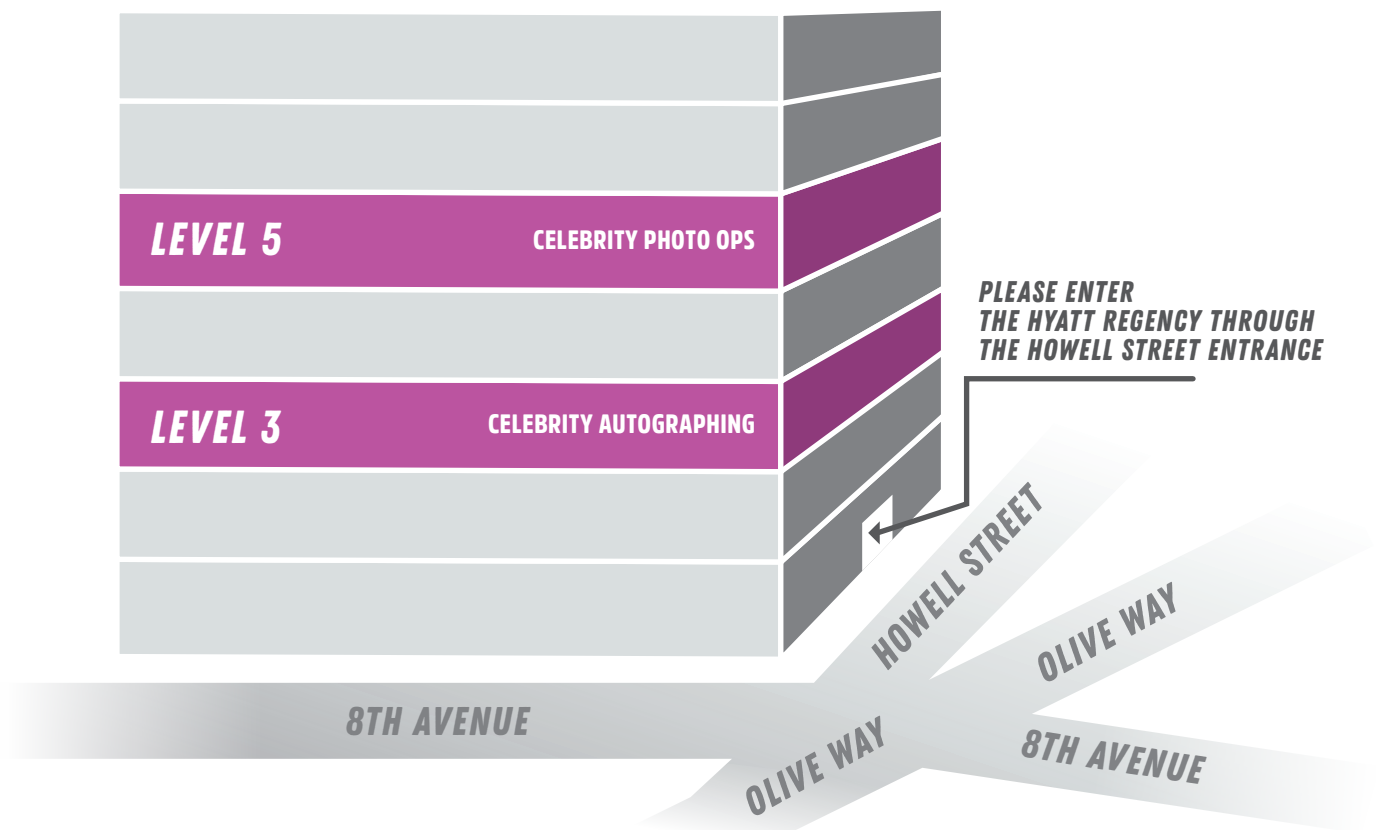 LEVEL 5
CELEBRITY PHOTO OPS
PLEASE ENTER
THE HYATT REGENCY THROUGH
THE HOWELL STREET ENTRANCE
LEVEL 3
CELEBRITY AUTOGRAPHING
HOWELL STREET
OLIVE WAY
8TH AVENUE
OLIVE WAY
8TH AVENUE